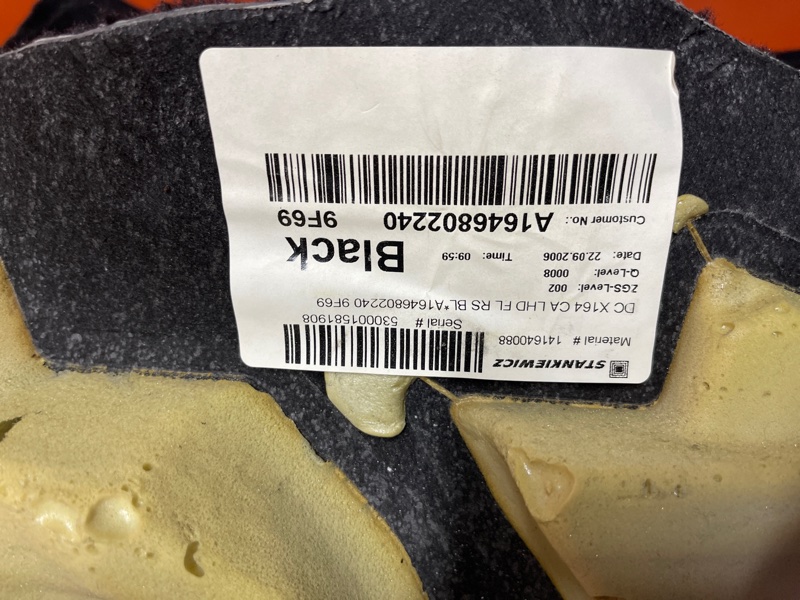 STANKIEWICZ
Material # 141640088
Serial # 530001581908
DC X164 CA LHD FL RS BL*A1646802240 9F69
ZGS-Level: 002
Q-Level: 0008
Date: 22.09.2006 Time: 09:59
Black
Customer No.: A1646802240 9F69